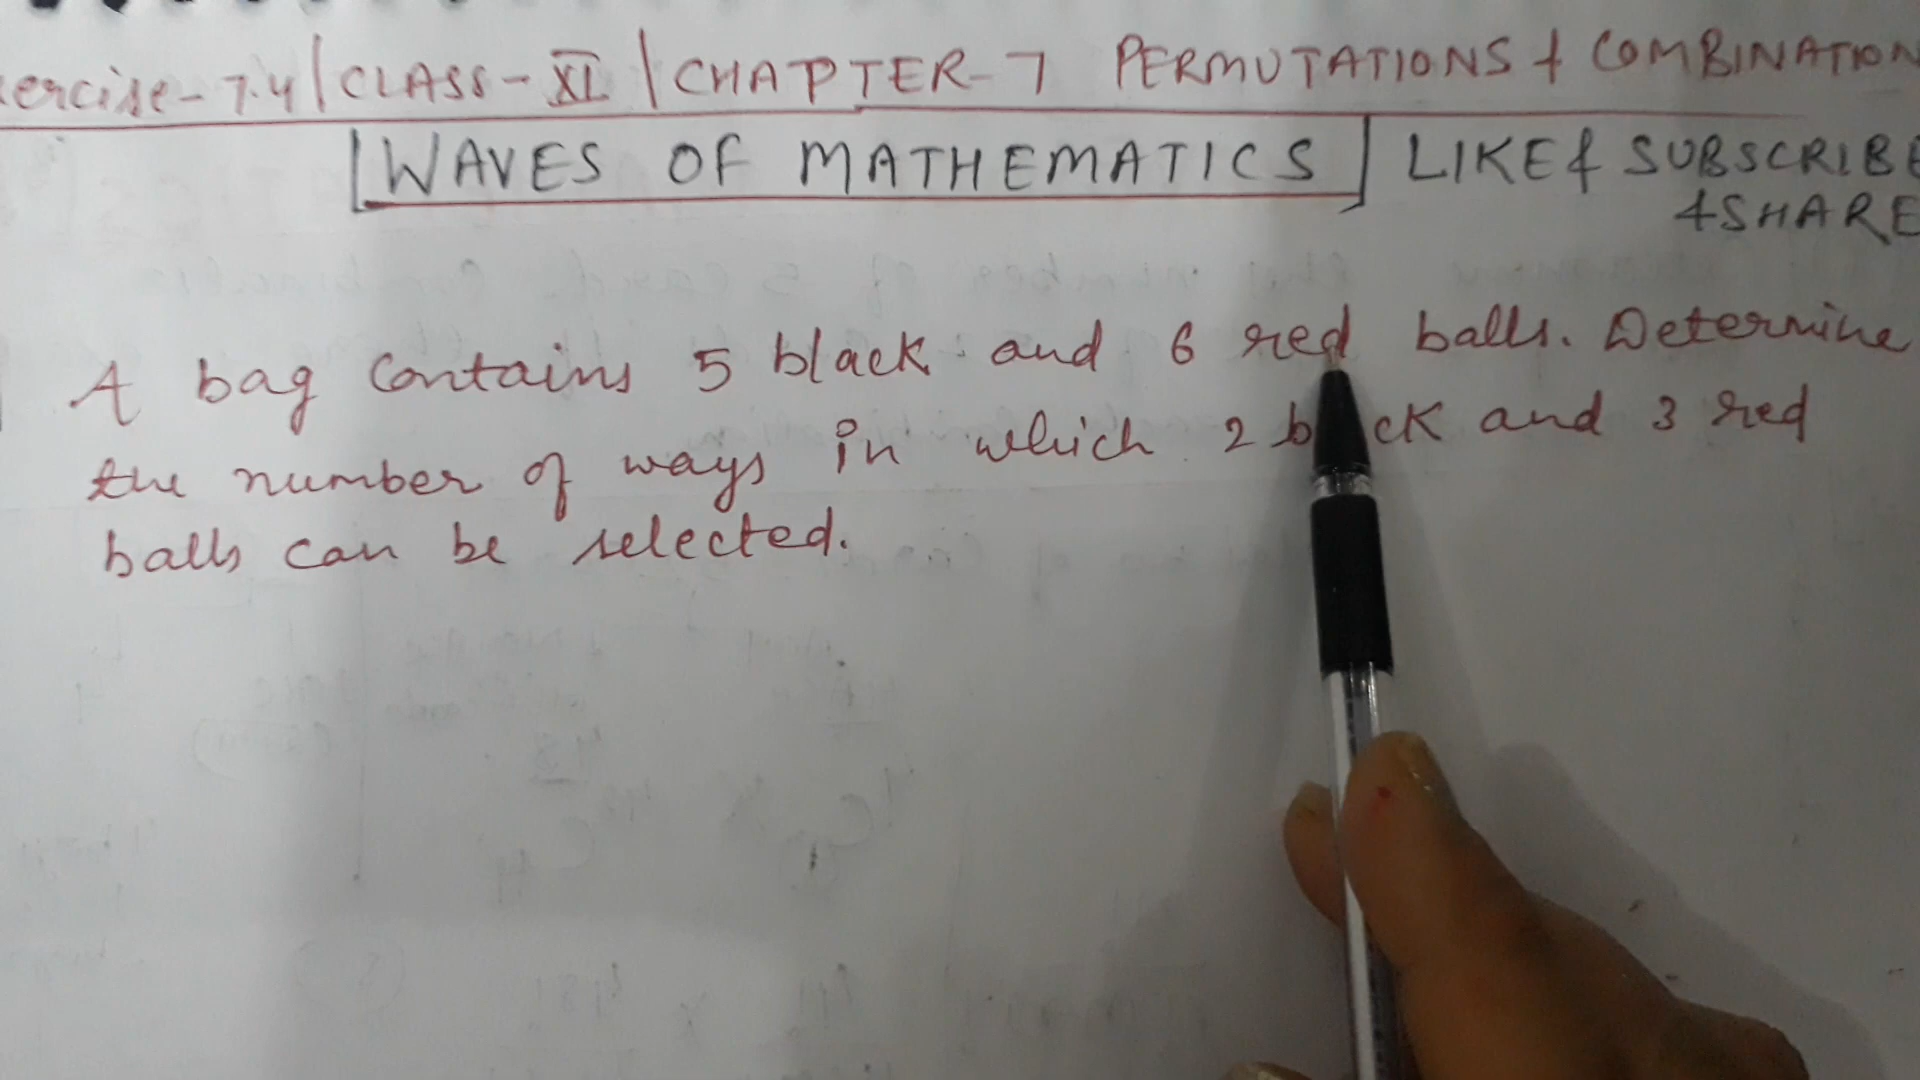 ercise-7.4 | CLASS-XI | CHAPTER-7 PERMUTATIONS & COMBINATION
WAVES OF MATHEMATICS LIKE & SUBSCRIBE
& SHARE
A bag contains 5 black and 6 red balls. Determine
the number of ways in which 2 b ck and 3 red
balls can be selected.